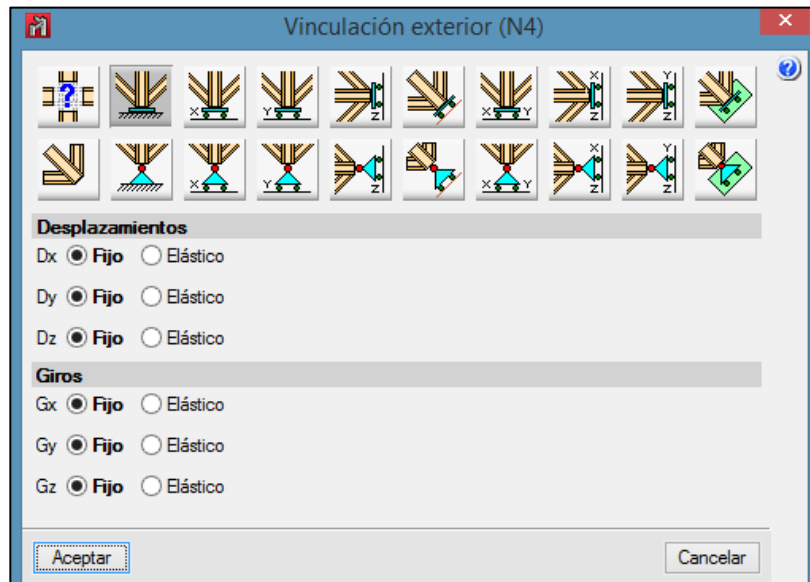 Vinculación exterior (N4)
?
X Y Z X Y X Z Y Z
X Y Z X Y X Z Y Z
Desplazamientos
Dx Fijo Elástico
Dy Fijo Elástico
Dz Fijo Elástico
Giros
Gx Fijo Elástico
Gy Fijo Elástico
Gz Fijo Elástico
Aceptar Cancelar